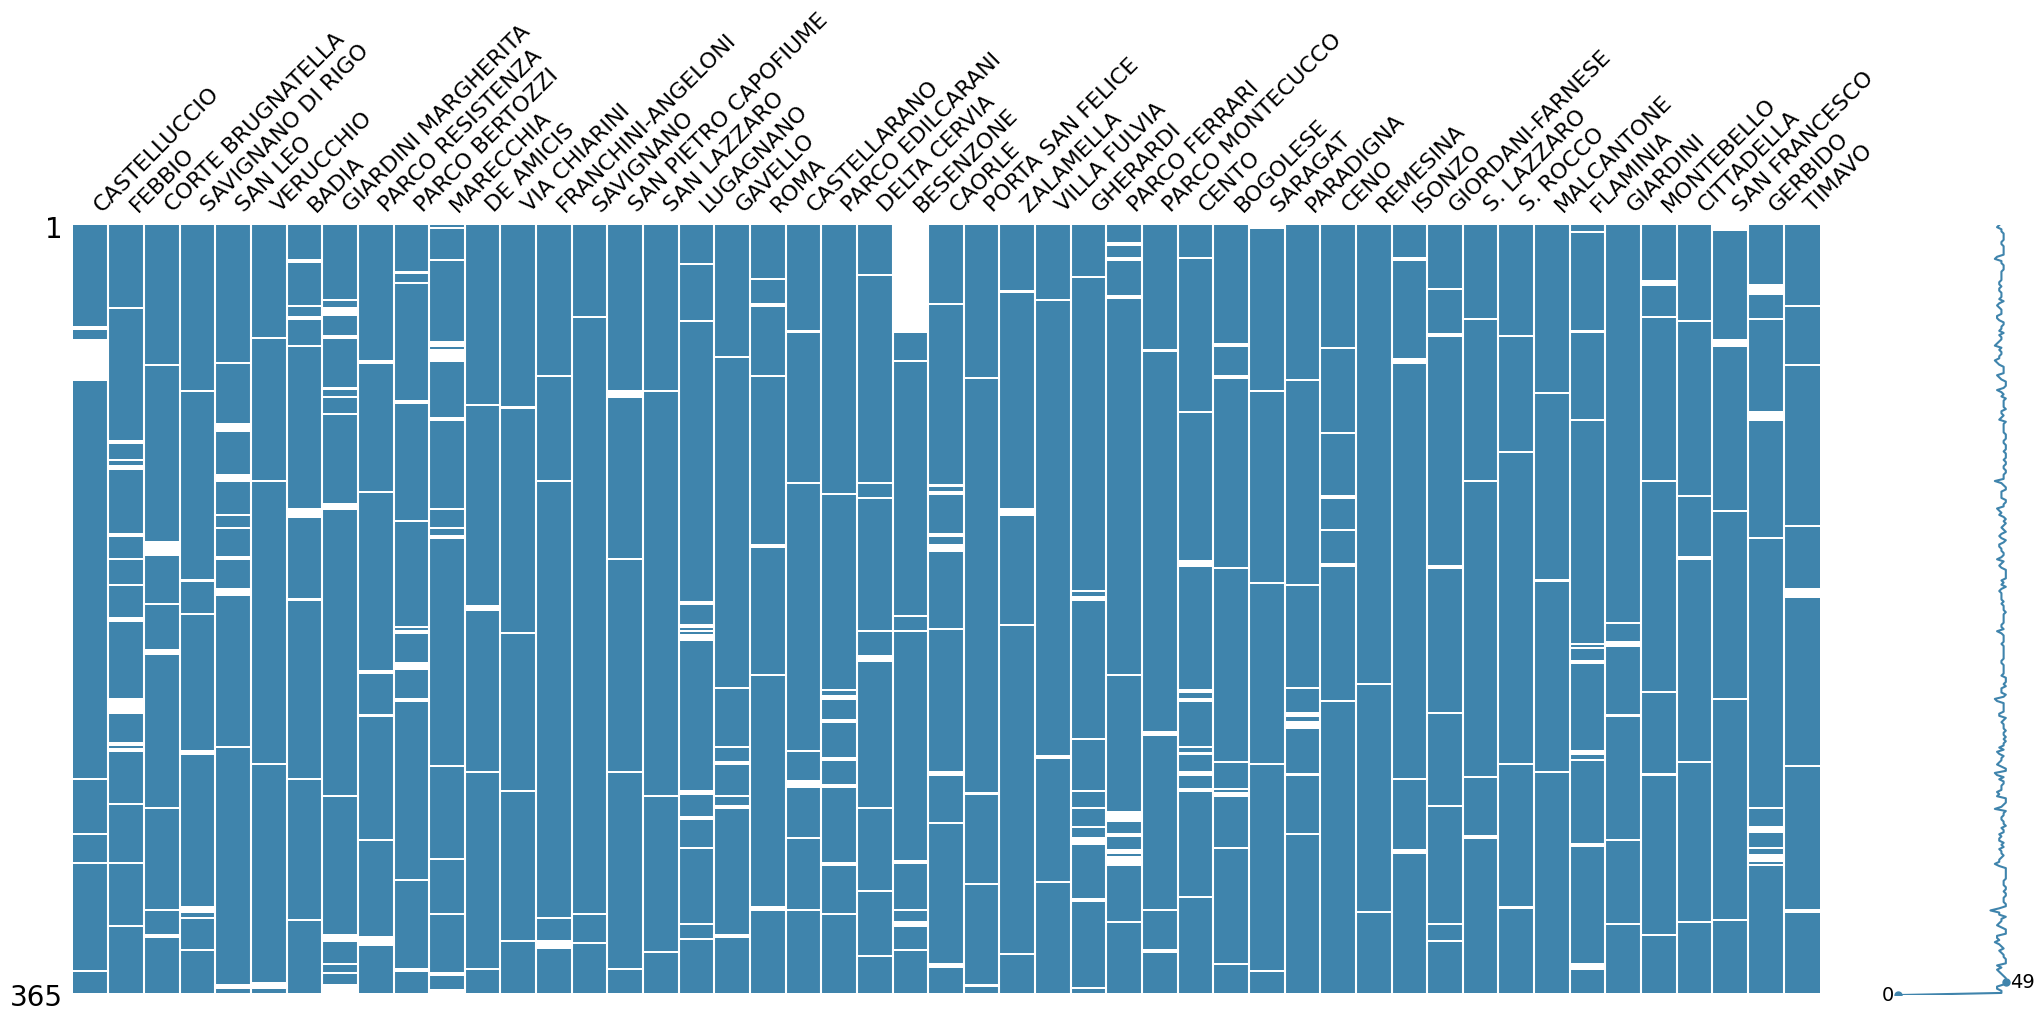 CASTELLUCCIO
FEBBIO
CORTE BRUGNATELLA
SAVIGNANO DI RIGO
SAN LEO
VERUCCHIO
BADIA
GIARDINI MARGHERITA
PARCO RESISTENZA
PARCO BERTOZZI
MARECCHIA
DE AMICIS
VIA CHIARINI
FRANCHINI-ANGELONI
SAVIGNANO
SAN PIETRO CAPOFIUME
SAN LAZZARO
LUGAGNANO
GAVELLO
ROMA
CASTELLARANO
PARCO EDILCARANI
DELTA CERVIA
BESENZONE
CAORLE
PORTA SAN FELICE
ZALAMELLA
VILLA FULVIA
GHERARDI
PARCO FERRARI
PARCO MONTECUCCO
CENTO
BOGOLESE
SARAGAT
PARADIGNA
CENO
REMESINA
ISONZO
GIORDANI-FARNESE
S. LAZZARO
S. ROCCO
MALCANTONE
FLAMINIA
GIARDINI
MONTEBELLO
CITTADELLA
SAN FRANCESCO
GERBIDO
TIMAVO
1
365
49
0